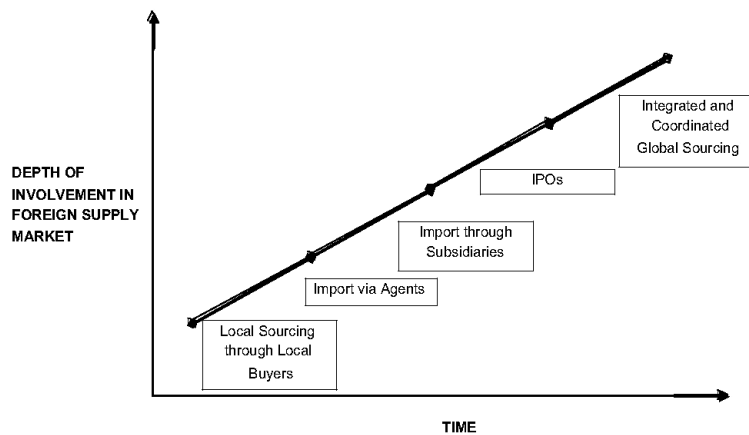 DEPTH OF
INVOLVEMENT IN
FOREIGN SUPPLY
MARKET
Integrated and
Coordinated
Global Sourcing
IPOs
Import through
Subsidiaries
Import via Agents
Local Sourcing
through Local
Buyers
TIME